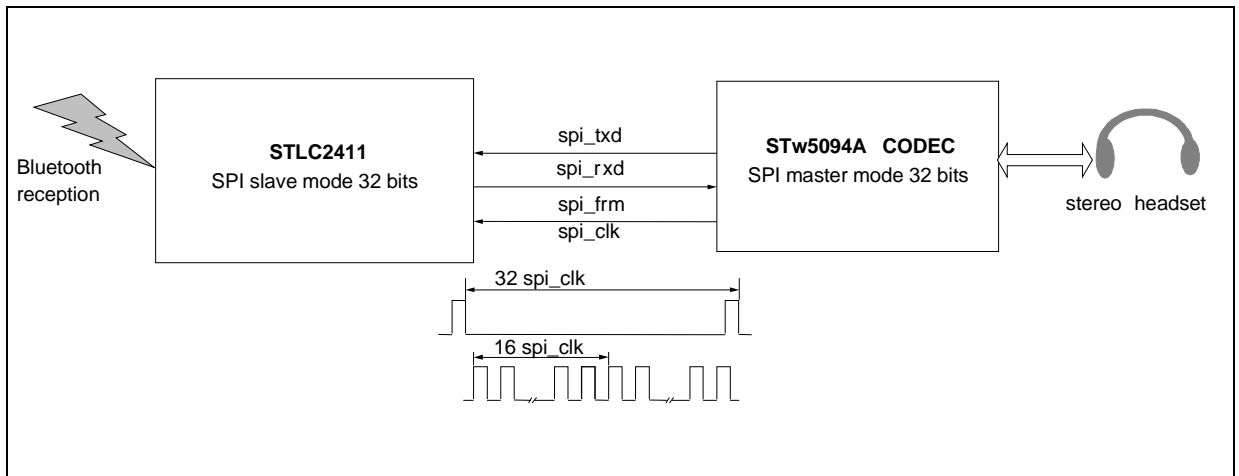 Bluetooth
reception
STLC2411
SPI slave mode 32 bits
spi_txd
spi_rxd
spi_frm
spi_clk
STw5094A CODEC
SPI master mode 32 bits
stereo headset
32 spi_clk
16 spi_clk